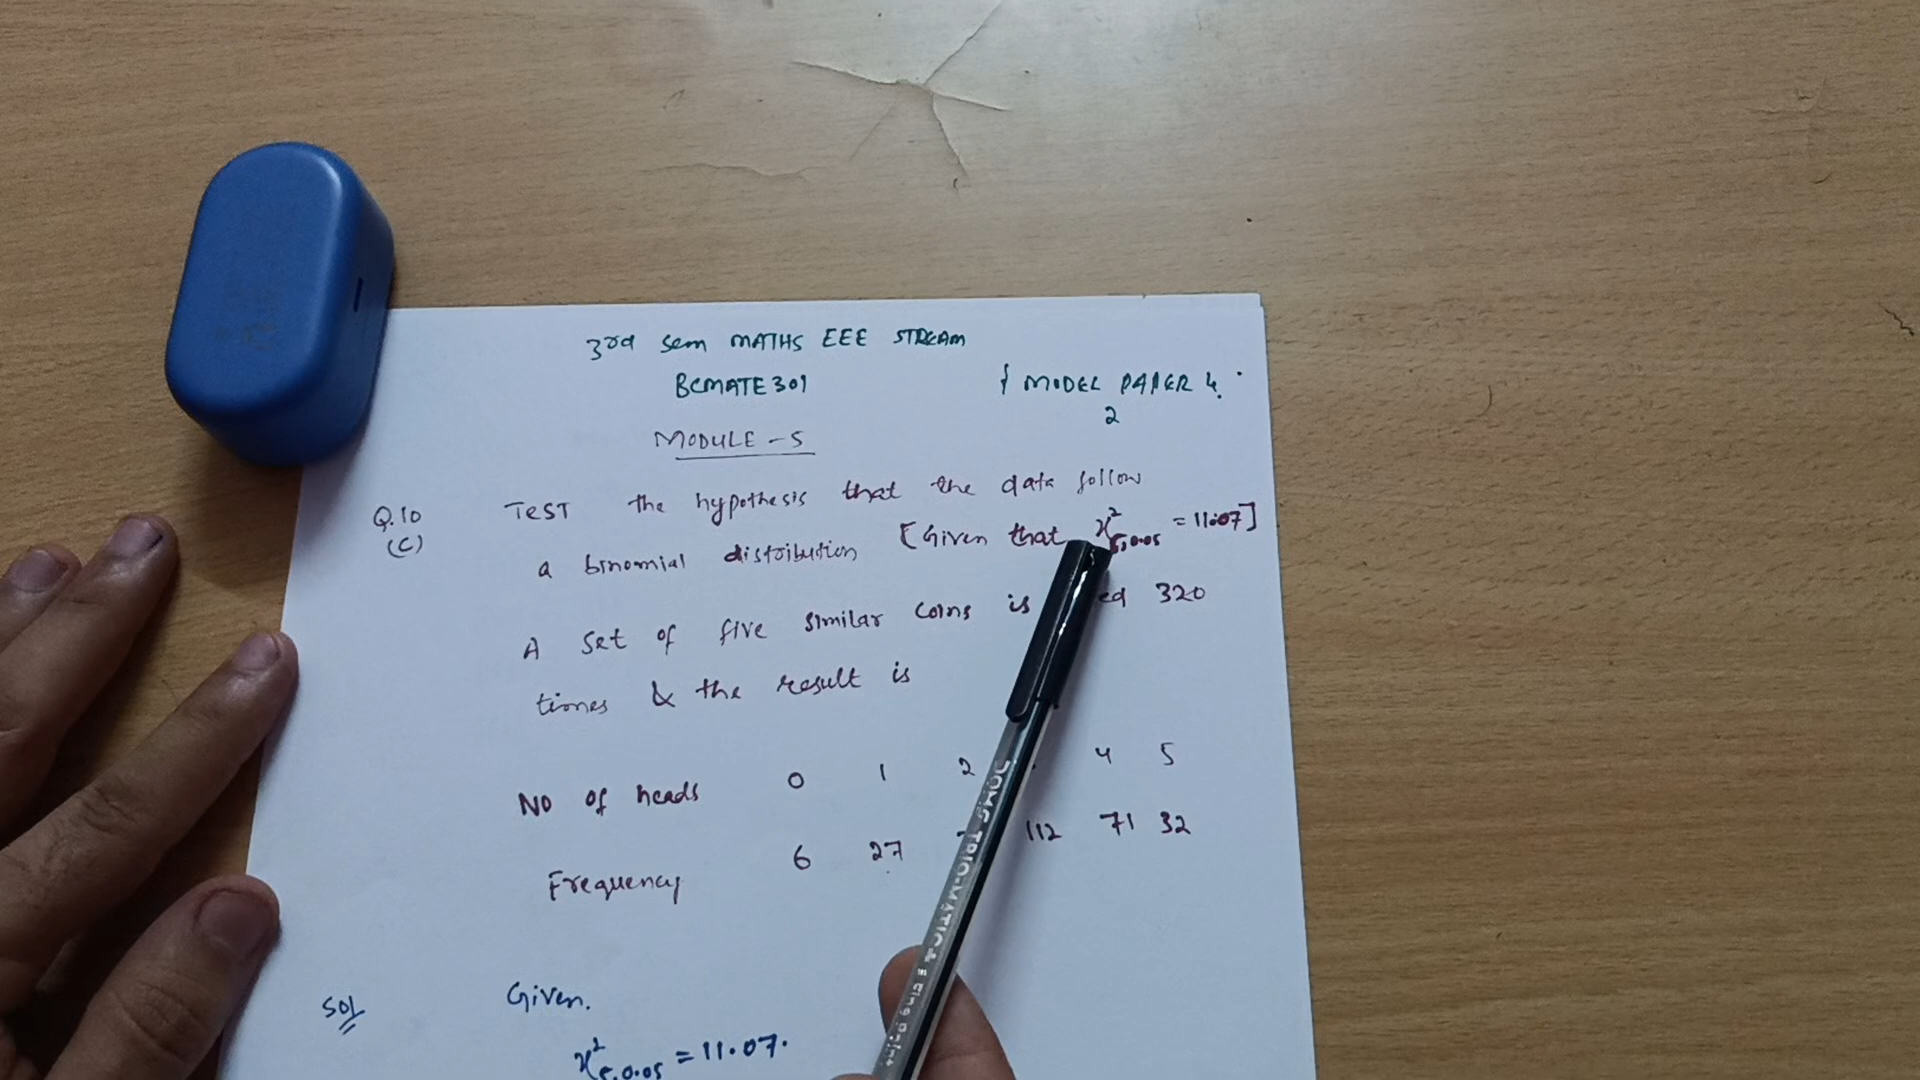 3rd sem MATHS EEE STREAM
BCMATE301 { MODEL PAPER 4.
2
MODULE - 5
Q.10 TEST the hypothesis that the data follow
(C) a binomial distribution [Given that χ²5,0.05 = 11.07]
A set of five similar coins is 320
times & the result is
No of heads 0 1 2 4 5
Frequency 6 27 112 71 32
Sol Given.
χ²5,0.05 = 11.07.